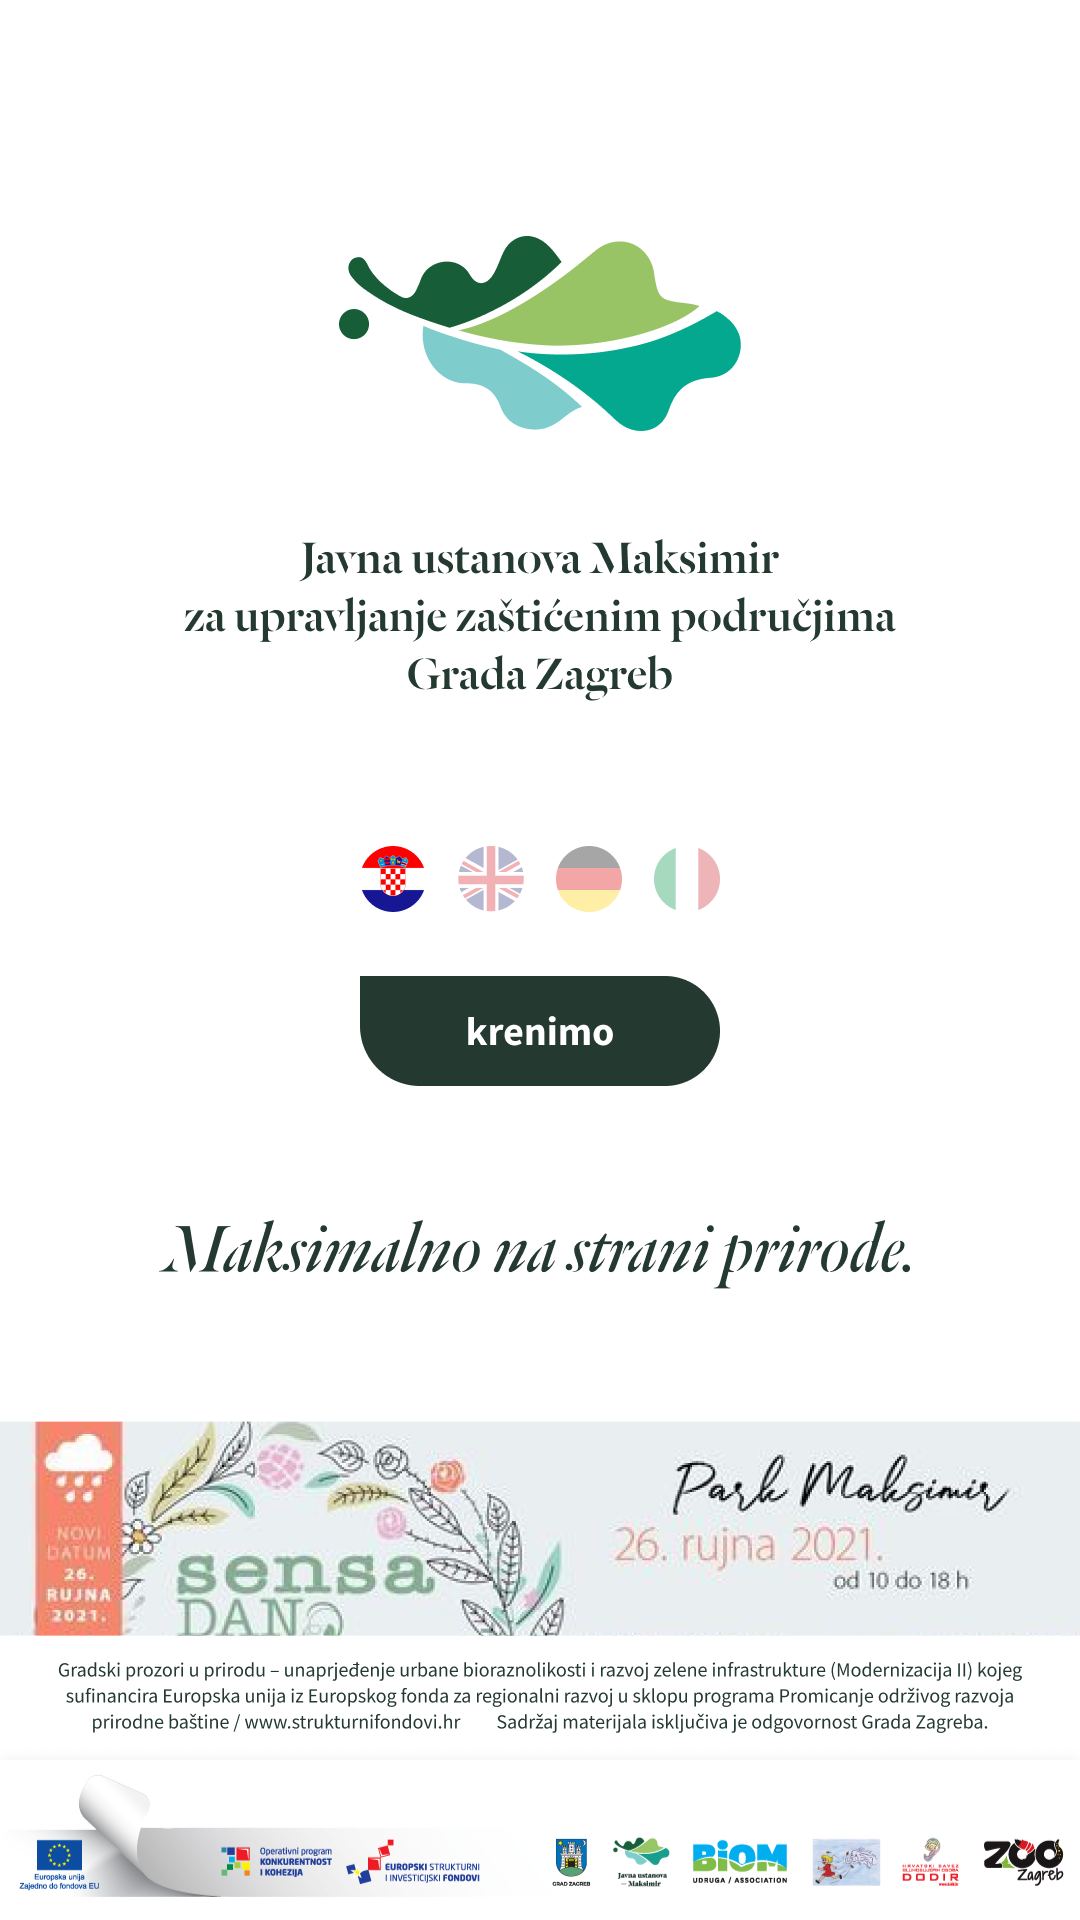 Javna ustanova Maksimir
za upravljanje zaštićenim područjima
Grada Zagreb
krenimo
Maksimalno na strani prirode.
NOVI
DATUM
26.
RUJNA
2021.
sensa
DAN
Park Maksimir
26. rujna 2021.
od 10 do 18 h
Gradski prozori u prirodu – unaprjeđenje urbane bioraznolikosti i razvoj zelene infrastrukture (Modernizacija II) kojeg
sufinancira Europska unija iz Europskog fonda za regionalni razvoj u sklopu programa Promicanje održivog razvoja
prirodne baštine / www.strukturnifondovi.hr Sadržaj materijala isključiva je odgovornost Grada Zagreba.
Europska unija
Zajedno do fondova EU
Operativni program
KONKURENTNOST
I KOHEZIJA
EUROPSKI STRUKTURNI
I INVESTICIJSKI FONDOVI
GRAD ZAGREB
Javna ustanova
— Maksimir
BIOM
UDRUGA / ASSOCIATION
HRVATSKI SAVEZ
GLUHOSLIJEPIH OSOBA
DODIR
ZOO
Zagreb